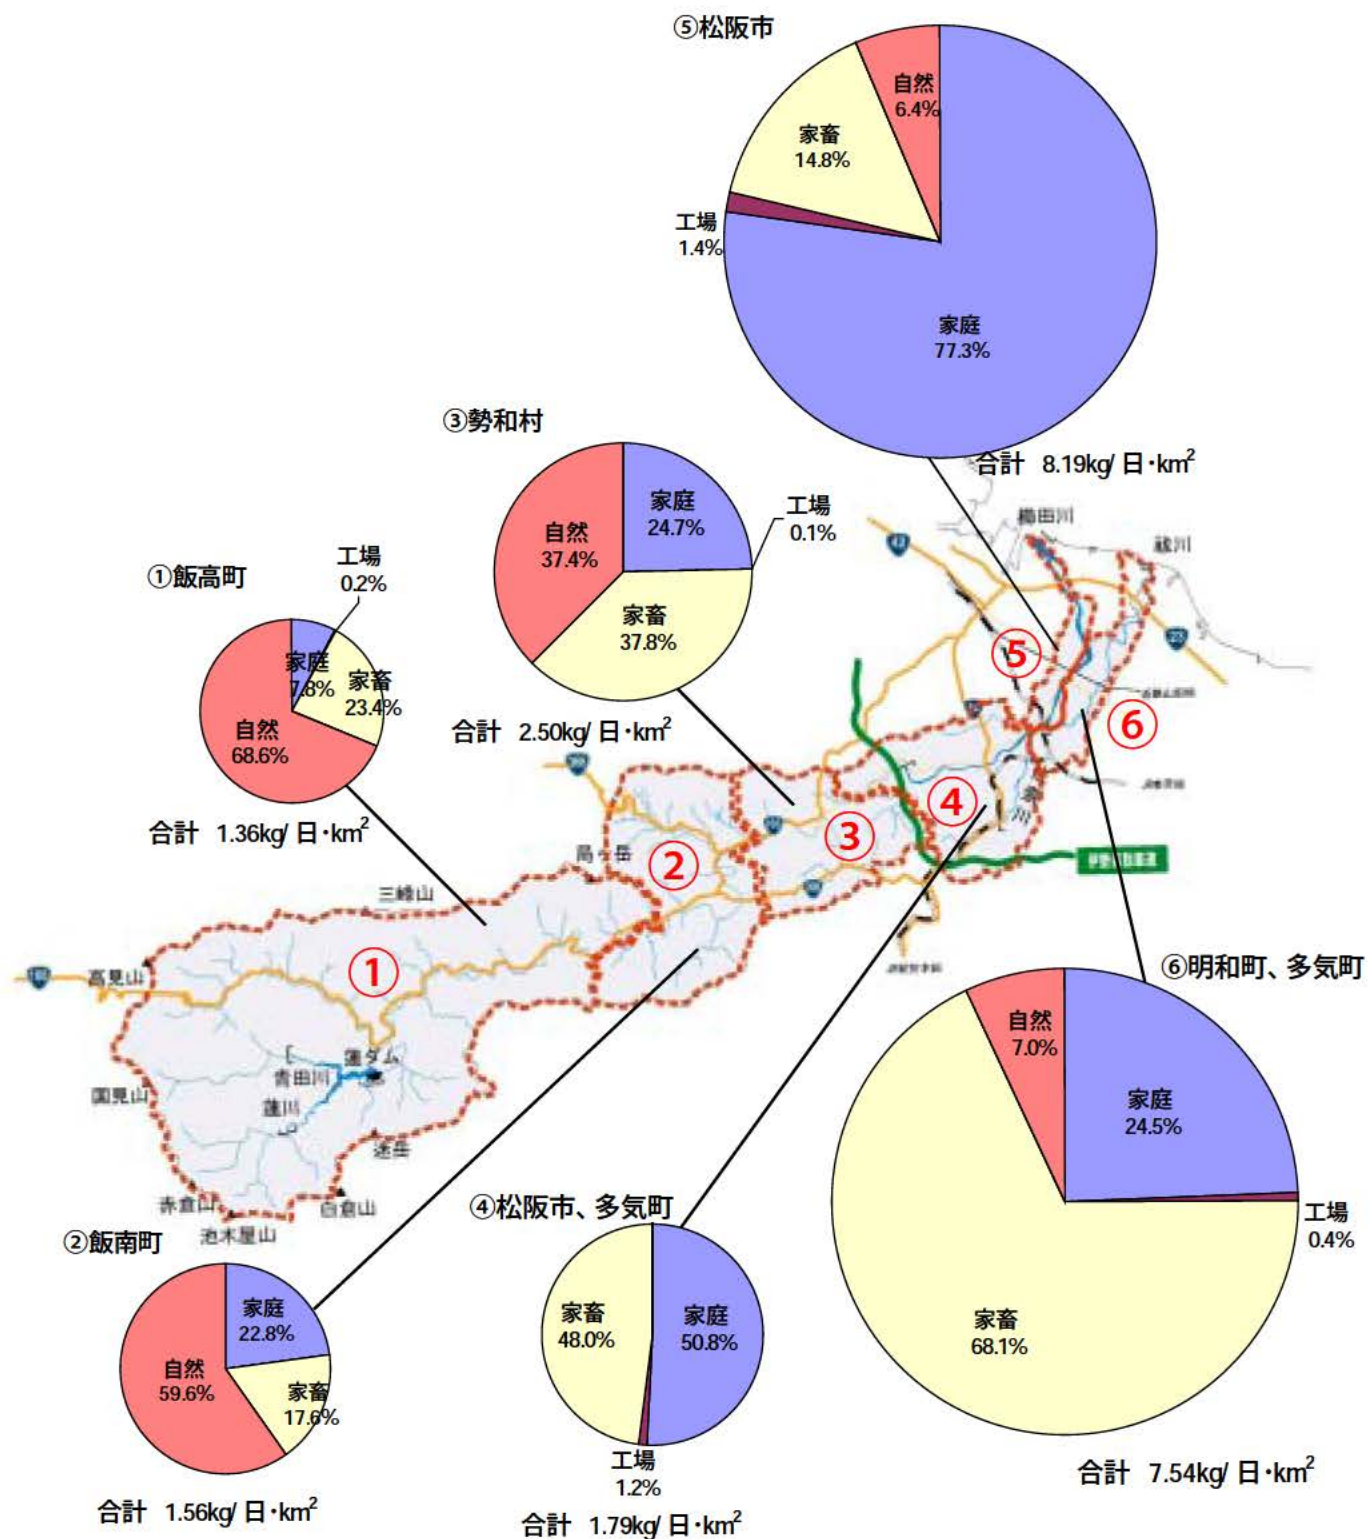 ⑤松阪市
自然
6.4%
家畜
14.8%
工場
1.4%
家庭
77.3%
合計 8.19kg/日・km²
③勢和村
家庭
24.7%
工場
0.1%
自然
37.4%
家畜
37.8%
合計 2.50kg/日・km²
①飯高町
工場
0.2%
家庭
7.8%
家畜
23.4%
自然
68.6%
合計 1.36kg/日・km²
櫛田川
祓川
42
23
⑤
⑥
④
③
②
①
局ヶ岳
三峰山
高見山
蓮ダム
青田川
蓮川
国見山
迷岳
赤倉山
白倉山
池木屋山
⑥明和町、多気町
自然
7.0%
家庭
24.5%
工場
0.4%
家畜
68.1%
合計 7.54kg/日・km²
④松阪市、多気町
家畜
48.0%
家庭
50.8%
工場
1.2%
合計 1.79kg/日・km²
②飯南町
家庭
22.8%
自然
59.6%
家畜
17.6%
合計 1.56kg/日・km²